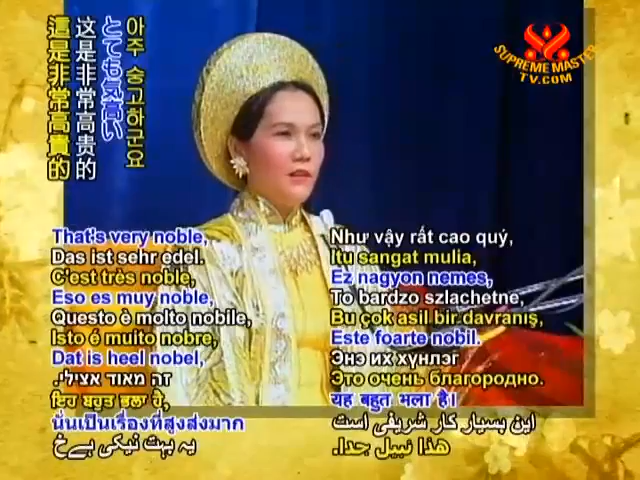 SUPREME MASTER
TV.COM
아주 숭고하군요
とても気高い
这是非常高贵的
這是非常高貴的
That's very noble,
Das ist sehr edel.
C'est très noble,
Eso es muy noble,
Questo è molto nobile,
Isto é muito nobre,
Dat is heel nobel,
זה מאוד אצילי.
ਇਹ ਬਹੁਤ ਭਲਾ ਹੈ,
นั่นเป็นเรื่องที่สูงส่งมาก
یہ بہت نیکی ہے
Như vậy rất cao quý,
Itu sangat mulia,
Ez nagyon nemes,
To bardzo szlachetne,
Bu çok asil bir davranış,
Este foarte nobil.
Энэ их хүнлэг
Это очень благородно.
यह बहुत भला है।
این بسیار کار شریفی است
هذا نبيل جدا.